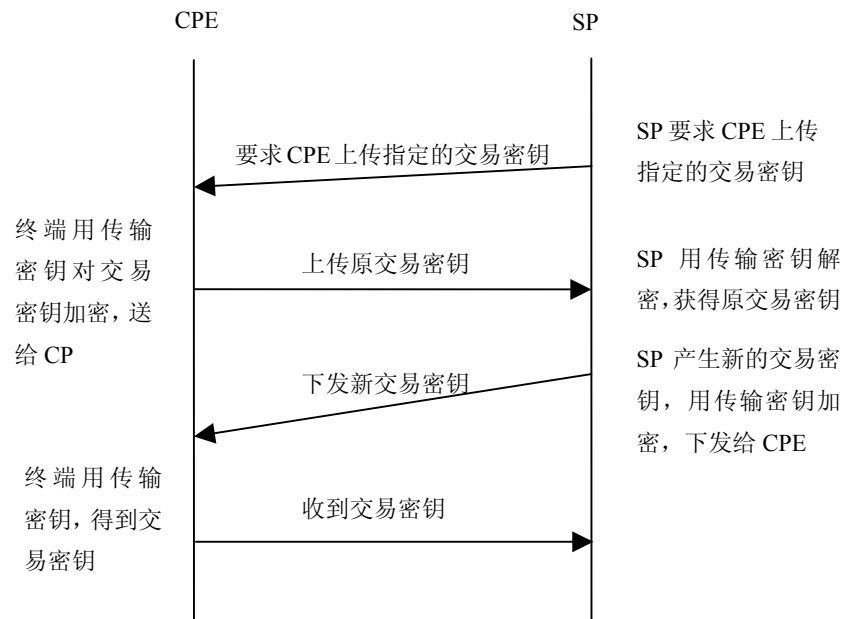 CPE
SP
要求 CPE 上传指定的交易密钥
SP 要求 CPE 上传
指定的交易密钥
终端用传输
密钥对交易
密钥加密，送
给 CP
上传原交易密钥
SP 用传输密钥解
密，获得原交易密钥
下发新交易密钥
SP 产生新的交易密
钥，用传输密钥加
密，下发给 CPE
终端用传输
密钥，得到交
易密钥
收到交易密钥